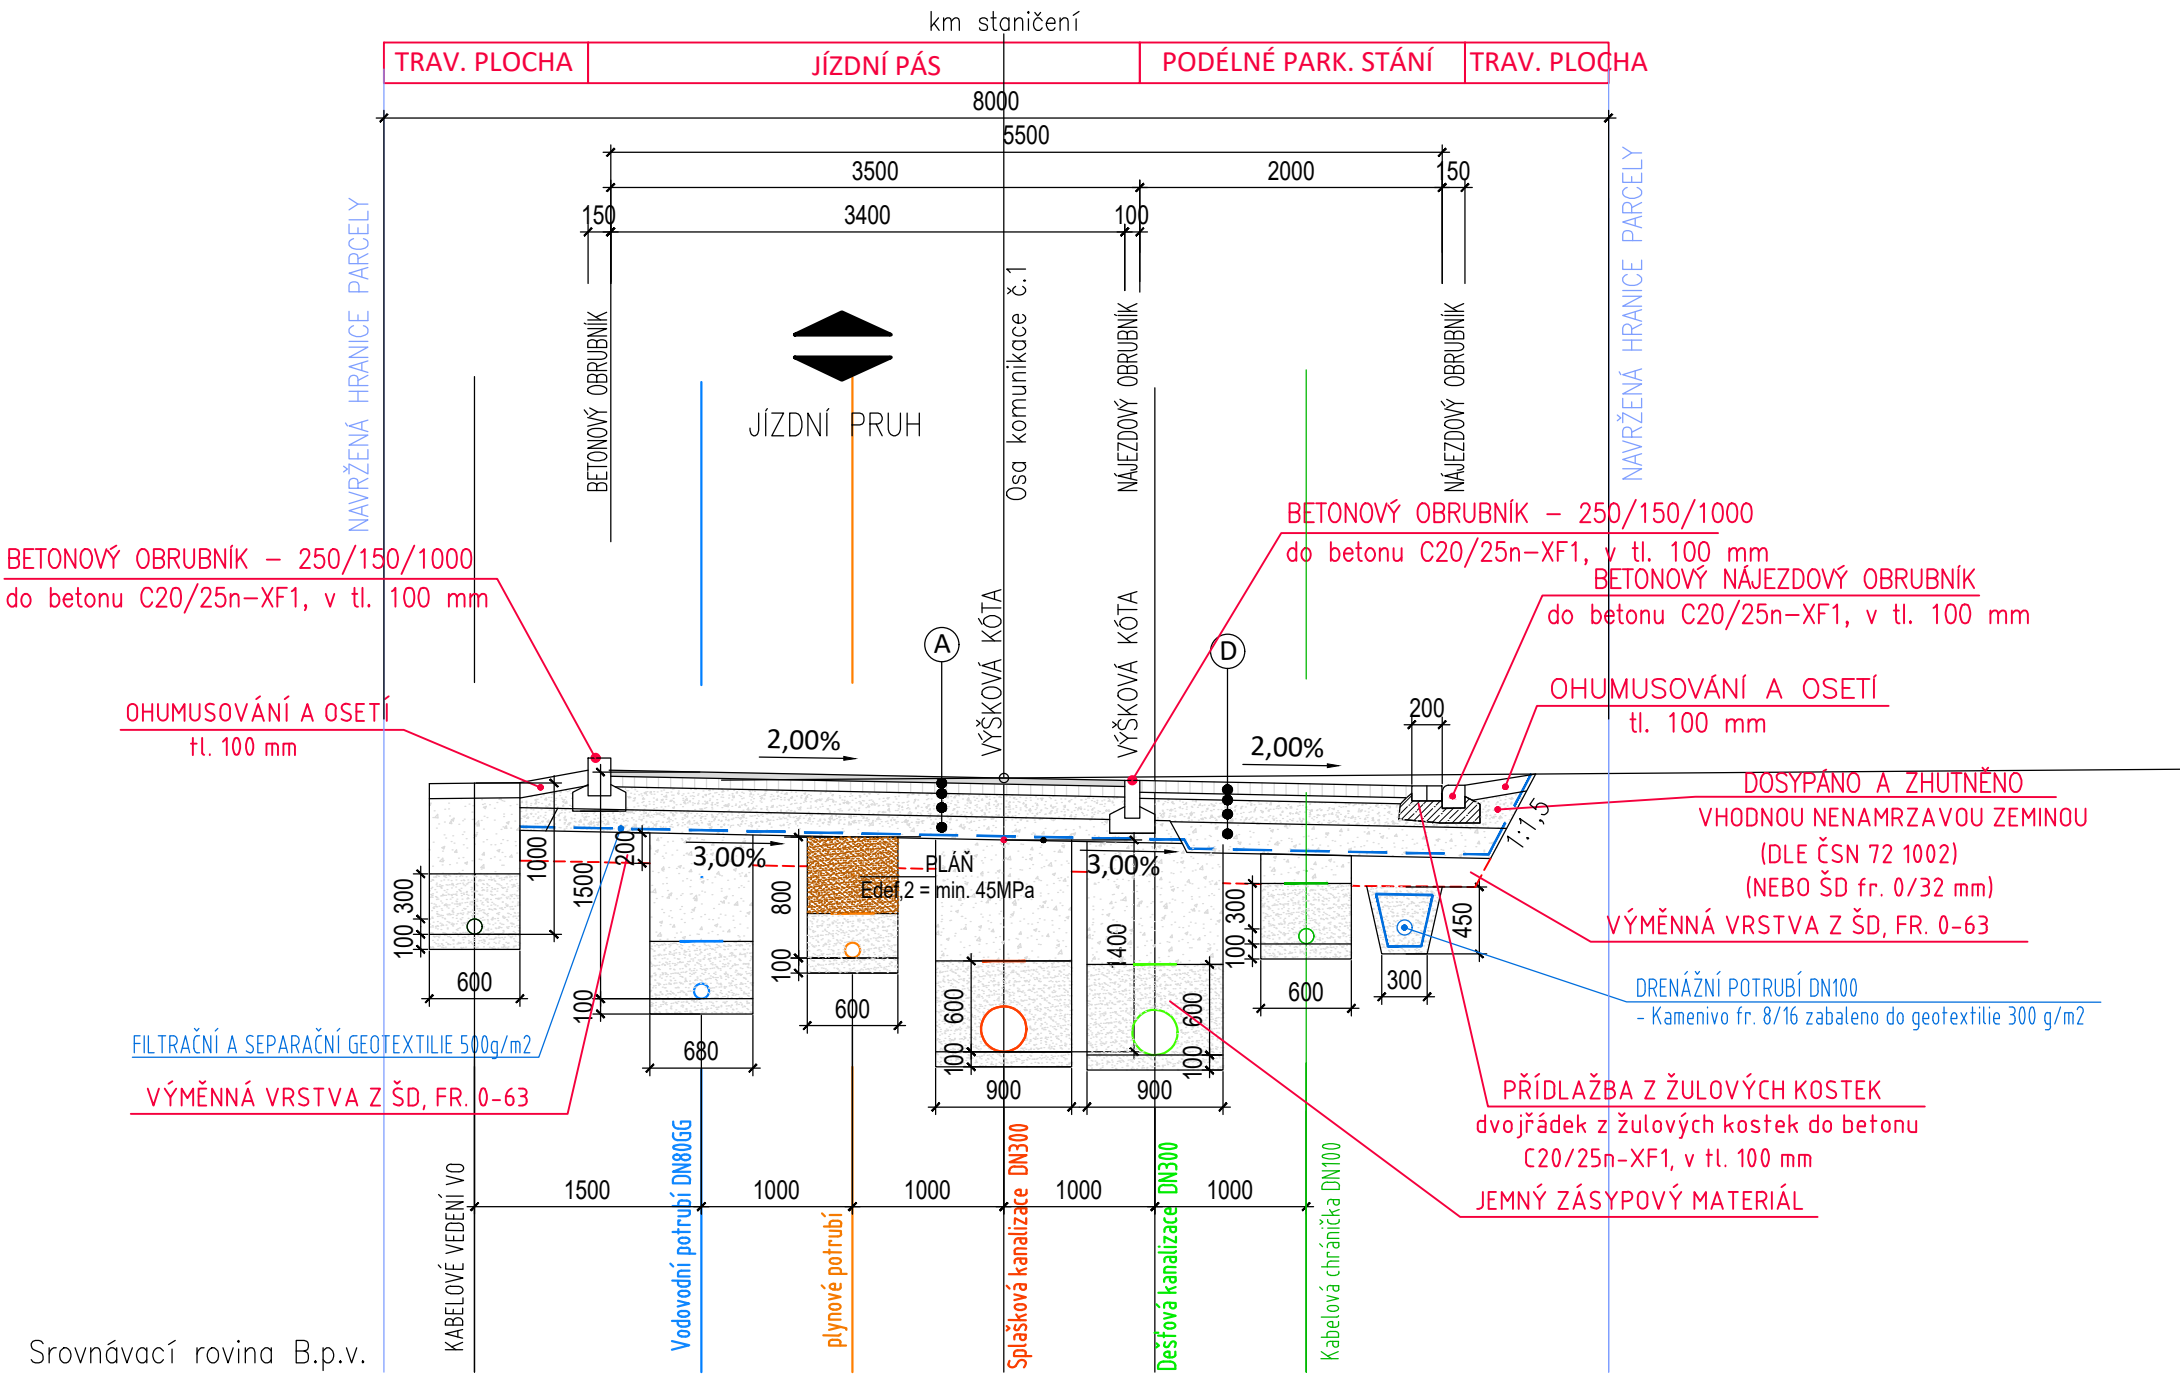 km staničení
TRAV. PLOCHA
JÍZDNÍ PÁS
PODÉLNÉ PARK. STÁNÍ
TRAV. PLOCHA
8000
5500
3500
2000
150
150
3400
100
NAVRŽENÁ HRANICE PARCELY
BETONOVÝ OBRUBNÍK
JÍZDNÍ PRUH
Osa komunikace č.1
NÁJEZDOVÝ OBRUBNÍK
NÁJEZDOVÝ OBRUBNÍK
NAVRŽENÁ HRANICE PARCELY
BETONOVÝ OBRUBNÍK – 250/150/1000
do betonu C20/25n–XF1, v tl. 100 mm
BETONOVÝ OBRUBNÍK – 250/150/1000
do betonu C20/25n–XF1, v tl. 100 mm
BETONOVÝ NÁJEZDOVÝ OBRUBNÍK
do betonu C20/25n–XF1, v tl. 100 mm
A
VÝŠKOVÁ KÓTA
VÝŠKOVÁ KÓTA
D
OHUMUSOVÁNÍ A OSETÍ
tl. 100 mm
OHUMUSOVÁNÍ A OSETÍ
tl. 100 mm
2,00%
2,00%
200
DOSYPÁNO A ZHUTNĚNO
VHODNOU NENAMRZAVOU ZEMINOU
(DLE ČSN 72 1002)
(NEBO ŠD fr. 0/32 mm)
1:1,5
VÝMĚNNÁ VRSTVA Z ŠD, FR. 0-63
3,00%
PLÁŇ
Edef,2 = min. 45MPa
3,00%
300
100
600
1000
1500
200
100
680
800
100
600
600
100
900
1400
600
100
900
300
100
600
450
300
DRENÁŽNÍ POTRUBÍ DN100
- Kamenivo fr. 8/16 zabaleno do geotextilie 300 g/m2
FILTRAČNÍ A SEPARAČNÍ GEOTEXTILIE 500g/m2
VÝMĚNNÁ VRSTVA Z ŠD, FR. 0-63
PŘÍDLAŽBA Z ŽULOVÝCH KOSTEK
dvojřádek z žulových kostek do betonu
C20/25n-XF1, v tl. 100 mm
JEMNÝ ZÁSYPOVÝ MATERIÁL
1500
1000
1000
1000
1000
KABELOVÉ VEDENÍ VO
Vodovodní potrubí DN80GG
plynové potrubí
Splašková kanalizace DN300
Dešťová kanalizace DN300
Kabelová chránička DN100
Srovnávací rovina B.p.v.